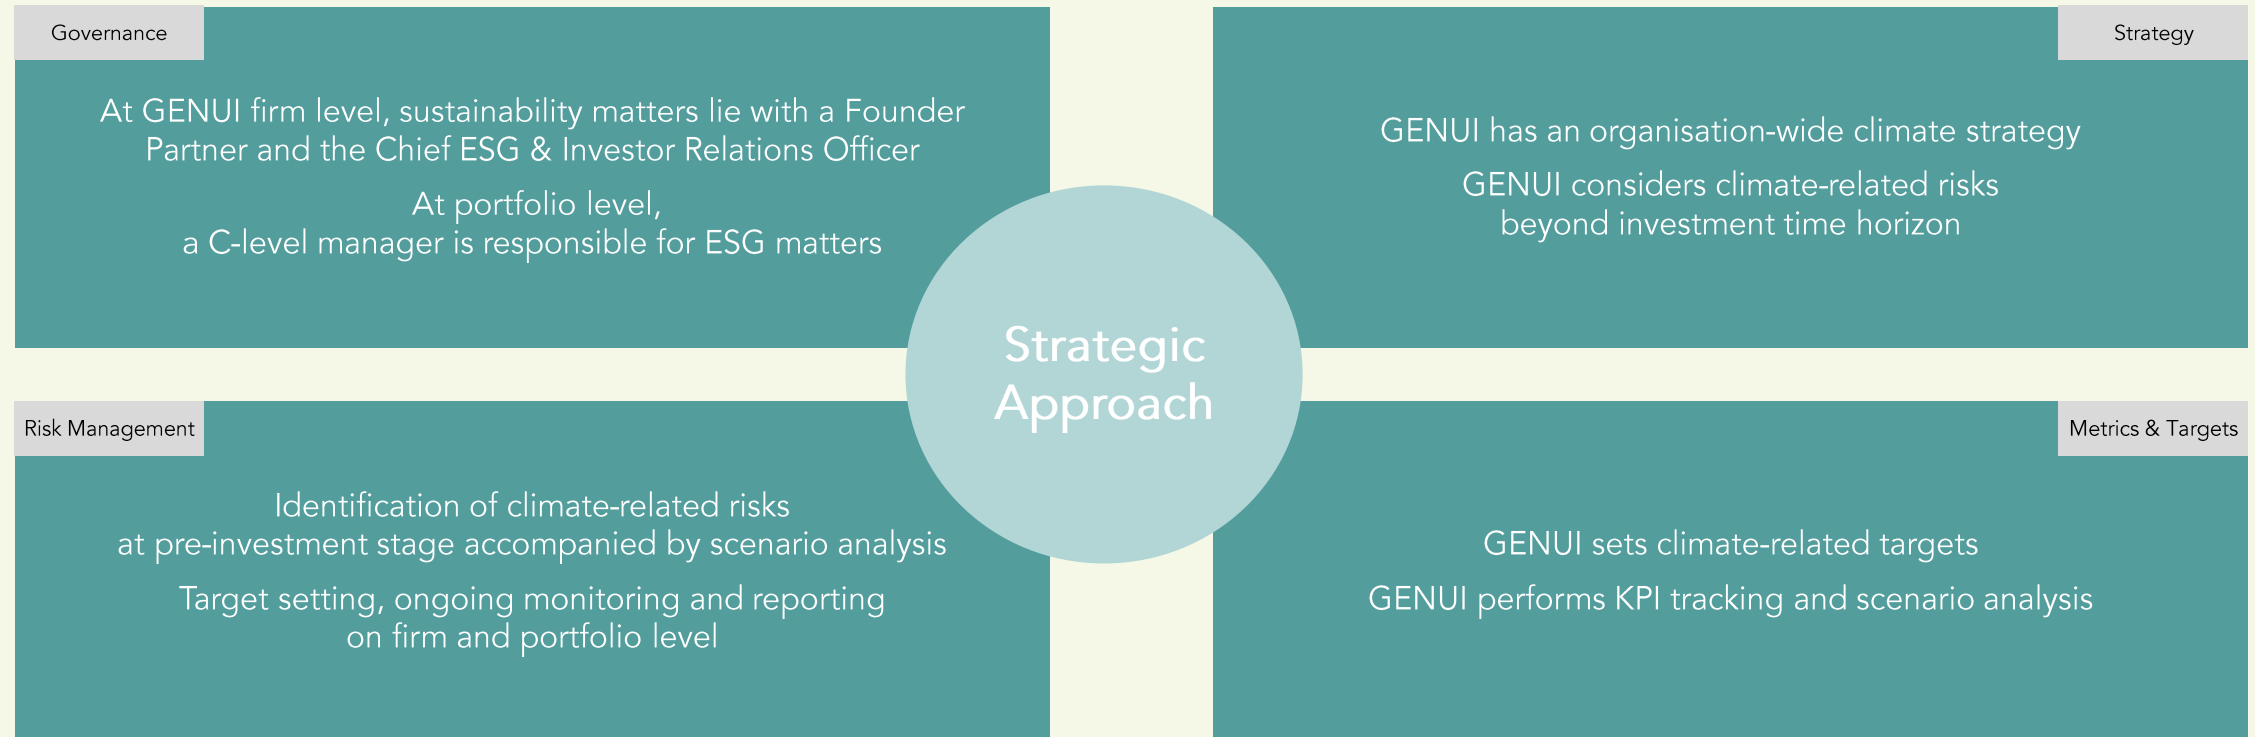 Governance
At GENUI firm level, sustainability matters lie with a Founder
Partner and the Chief ESG & Investor Relations Officer
At portfolio level,
a C-level manager is responsible for ESG matters
Strategy
GENUI has an organisation-wide climate strategy
GENUI considers climate-related risks
beyond investment time horizon
Strategic
Approach
Risk Management
Identification of climate-related risks
at pre-investment stage accompanied by scenario analysis
Target setting, ongoing monitoring and reporting
on firm and portfolio level
Metrics & Targets
GENUI sets climate-related targets
GENUI performs KPI tracking and scenario analysis